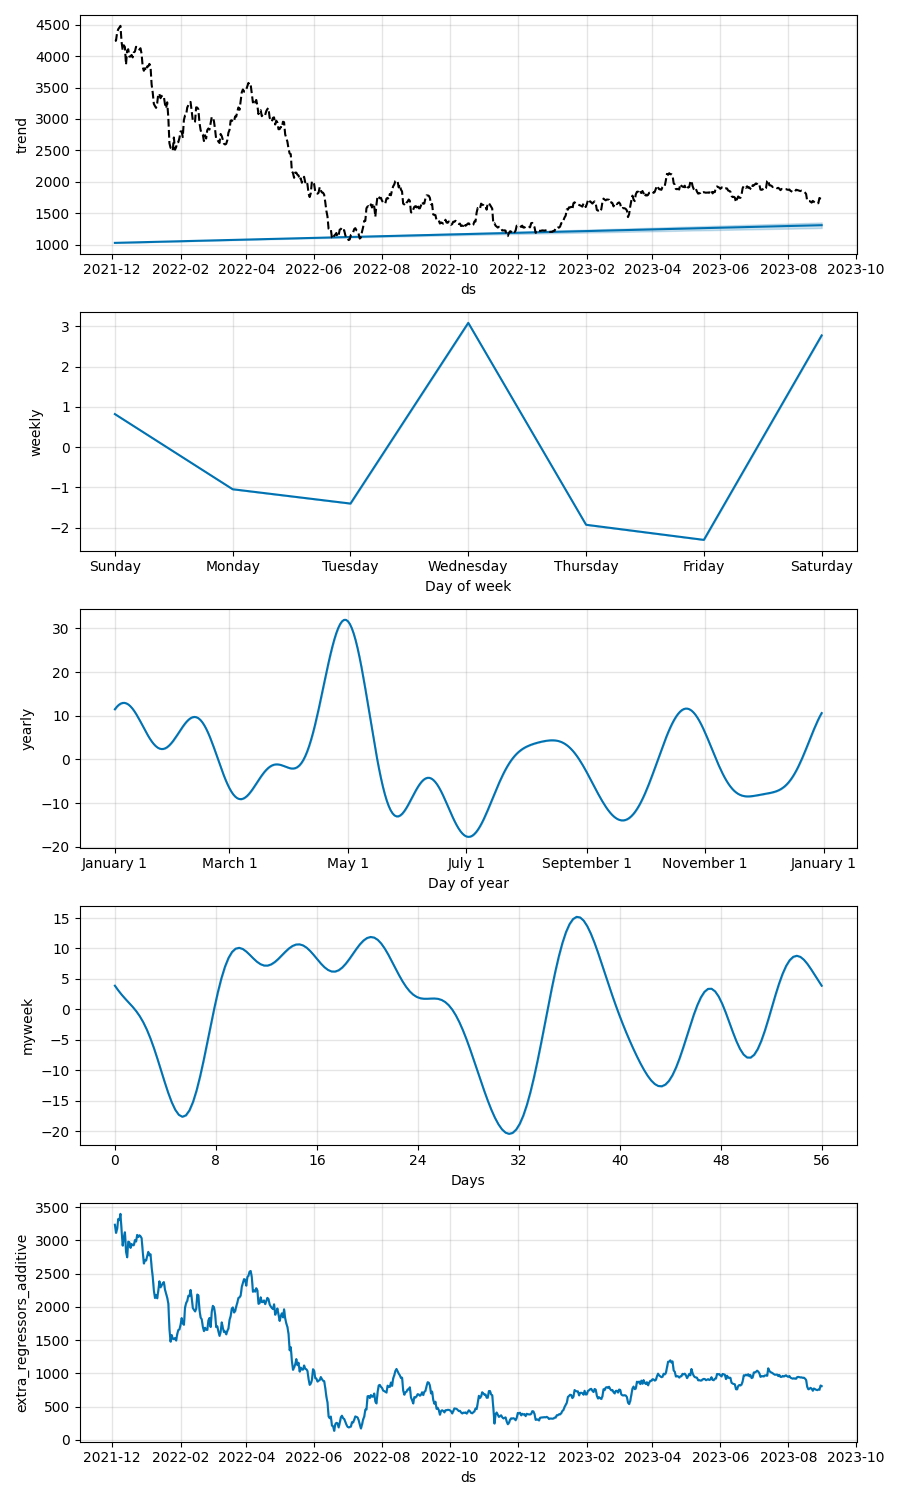 4500
4000
3500
3000
2500
2000
1500
1000
trend
2021-12 2022-02 2022-04 2022-06 2022-08 2022-10 2022-12 2023-02 2023-04 2023-06 2023-08 2023-10
ds
3
2
1
0
−1
−2
weekly
Sunday Monday Tuesday Wednesday Thursday Friday Saturday
Day of week
30
20
10
0
−10
−20
yearly
January 1 March 1 May 1 July 1 September 1 November 1 January 1
Day of year
15
10
5
0
−5
−10
−15
−20
myweek
0 8 16 24 32 40 48 56
Days
3500
3000
2500
2000
1500
1000
500
0
extra_regressors_additive
2021-12 2022-02 2022-04 2022-06 2022-08 2022-10 2022-12 2023-02 2023-04 2023-06 2023-08 2023-10
ds